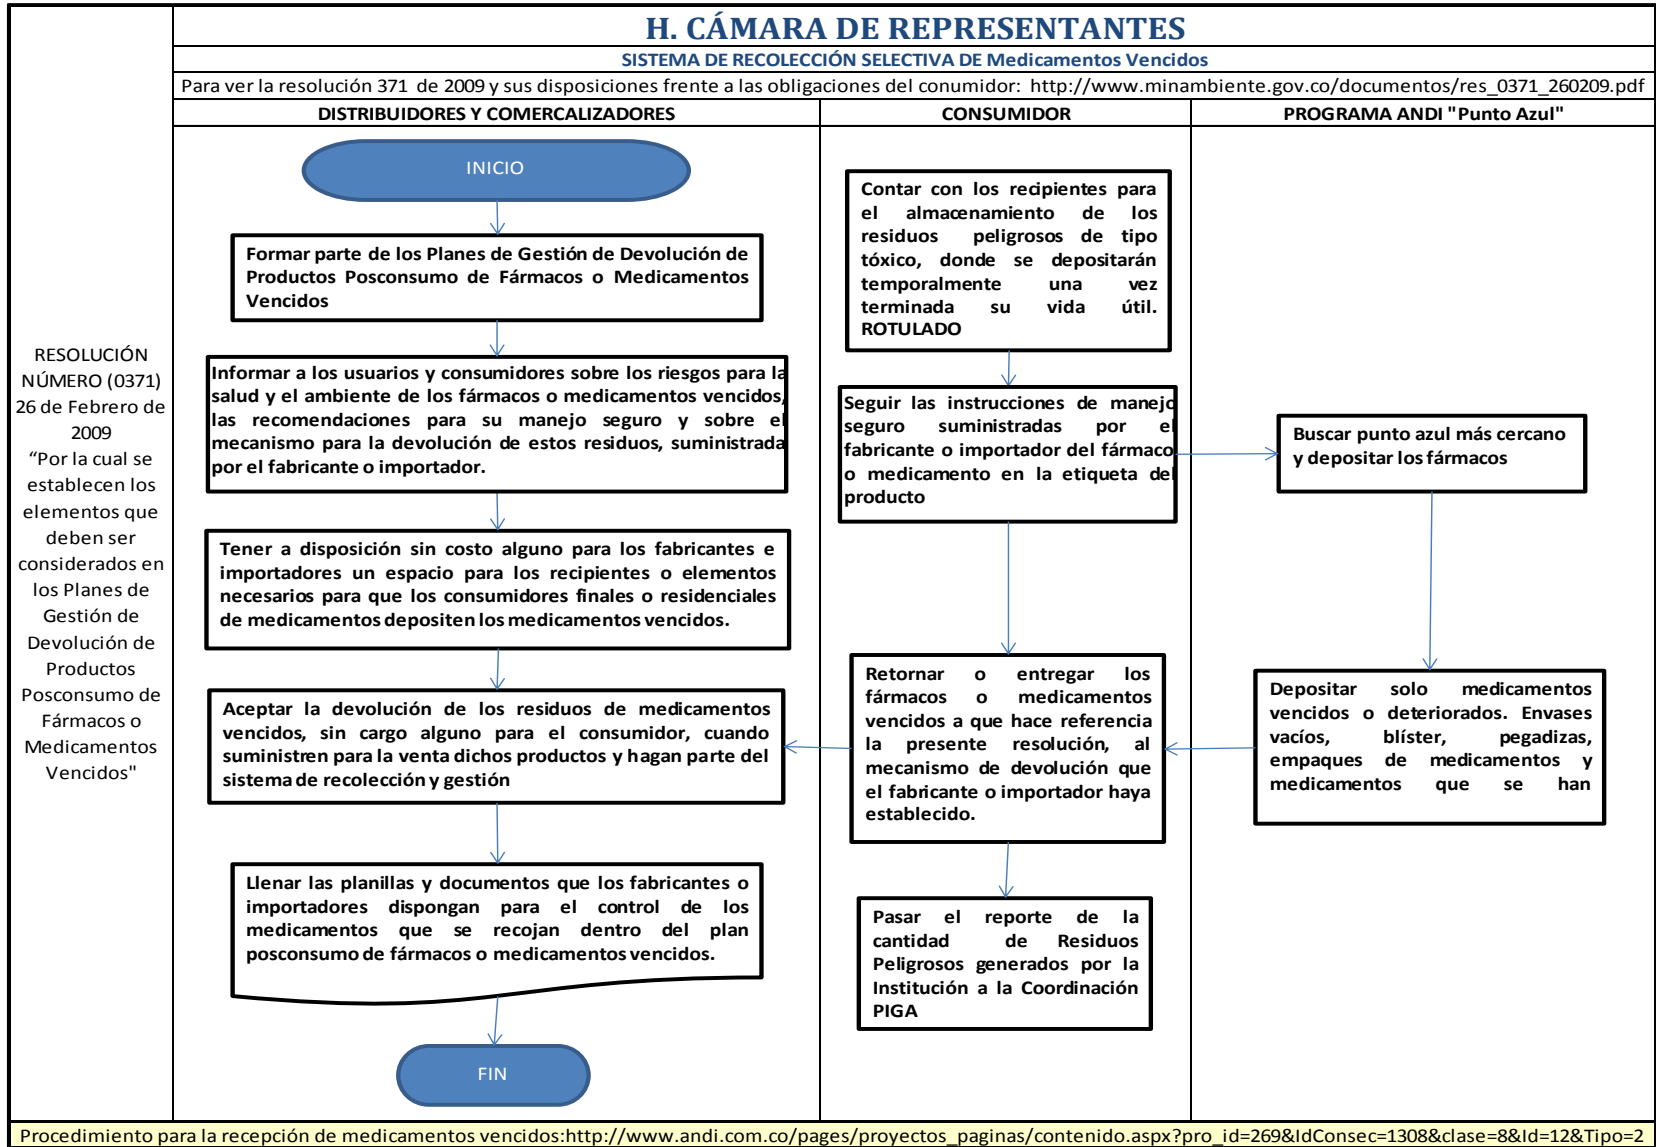 H. CÁMARA DE REPRESENTANTES
SISTEMA DE RECOLECCIÓN SELECTIVA DE Medicamentos Vencidos
Para ver la resolución 371 de 2009 y sus disposiciones frente a las obligaciones del conumidor: http://www.minambiente.gov.co/documentos/res_0371_260209.pdf
RESOLUCIÓN
NÚMERO (0371)
26 de Febrero de
2009
“Por la cual se
establecen los
elementos que
deben ser
considerados en
los Planes de
Gestión de
Devolución de
Productos
Posconsumo de
Fármacos o
Medicamentos
Vencidos"
DISTRIBUIDORES Y COMERCALIZADORES
INICIO
Formar parte de los Planes de Gestión de Devolución de
Productos Posconsumo de Fármacos o Medicamentos
Vencidos
Informar a los usuarios y consumidores sobre los riesgos para la
salud y el ambiente de los fármacos o medicamentos vencidos,
las recomendaciones para su manejo seguro y sobre el
mecanismo para la devolución de estos residuos, suministrada
por el fabricante o importador.
Tener a disposición sin costo alguno para los fabricantes e
importadores un espacio para los recipientes o elementos
necesarios para que los consumidores finales o residenciales
de medicamentos depositen los medicamentos vencidos.
Aceptar la devolución de los residuos de medicamentos
vencidos, sin cargo alguno para el consumidor, cuando
suministren para la venta dichos productos y hagan parte del
sistema de recolección y gestión
Llenar las planillas y documentos que los fabricantes o
importadores dispongan para el control de los
medicamentos que se recojan dentro del plan
posconsumo de fármacos o medicamentos vencidos.
FIN
CONSUMIDOR
Contar con los recipientes para
el almacenamiento de los
residuos peligrosos de tipo
tóxico, donde se depositarán
temporalmente una vez
terminada su vida útil.
ROTULADO
Seguir las instrucciones de manejo
seguro suministradas por el
fabricante o importador del fármaco
o medicamento en la etiqueta del
producto
Retornar o entregar los
fármacos o medicamentos
vencidos a que hace referencia
la presente resolución, al
mecanismo de devolución que
el fabricante o importador haya
establecido.
Pasar el reporte de la
cantidad de Residuos
Peligrosos generados por la
Institución a la Coordinación
PIGA
PROGRAMA ANDI "Punto Azul"
Buscar punto azul más cercano
y depositar los fármacos
Depositar solo medicamentos
vencidos o deteriorados. Envases
vacíos, blíster, pegadizas,
empaques de medicamentos y
medicamentos que se han
Procedimiento para la recepción de medicamentos vencidos:http://www.andi.com.co/pages/proyectos_paginas/contenido.aspx?pro_id=269&IdConsec=1308&clase=8&Id=12&Tipo=2